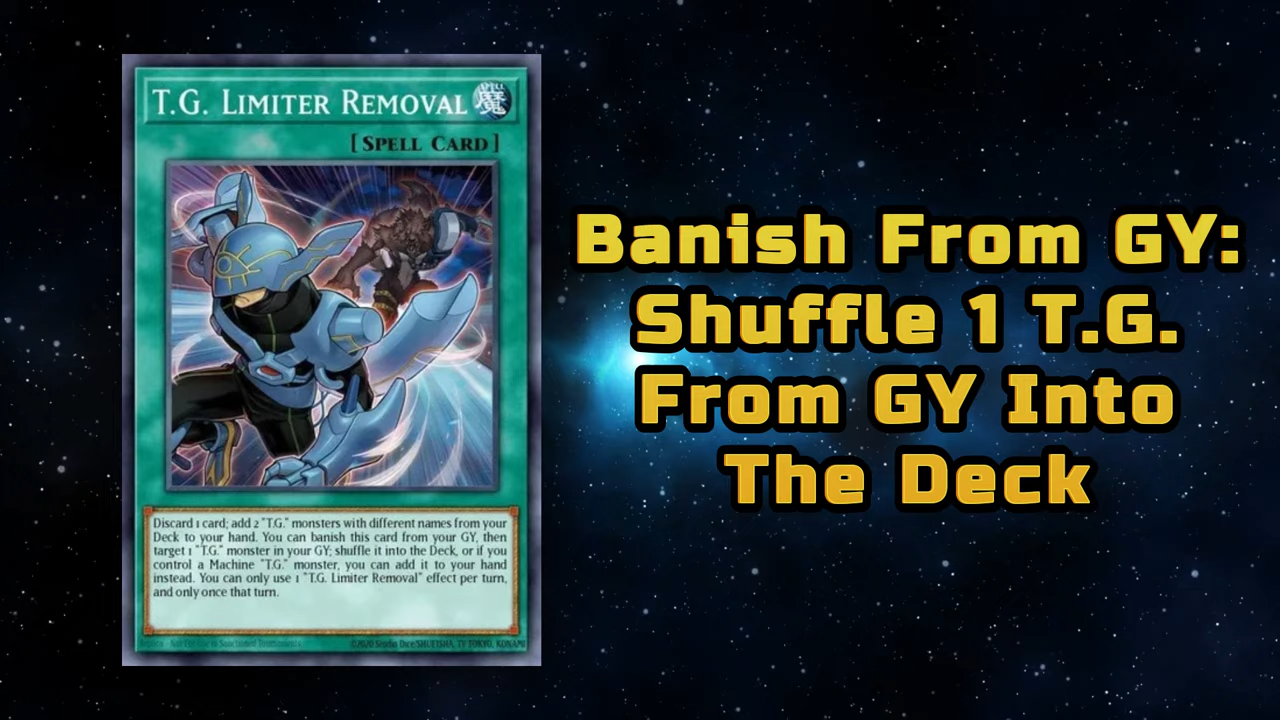 T.G. LIMITER REMOVAL
SPELL
魔
[SPELL CARD]
Banish From GY:
Shuffle 1 T.G.
From GY Into
The Deck
Discard 1 card; add 2 "T.G." monsters with different names from your
Deck to your hand. You can banish this card from your GY, then
target 1 "T.G." monster in your GY; shuffle it into the Deck, or if you
control a Machine "T.G." monster, you can add it to your hand
instead. You can only use 1 "T.G. Limiter Removal" effect per turn,
and only once that turn.
©2020 Studio Dice/SHUEISHA, TV TOKYO, KONAMI